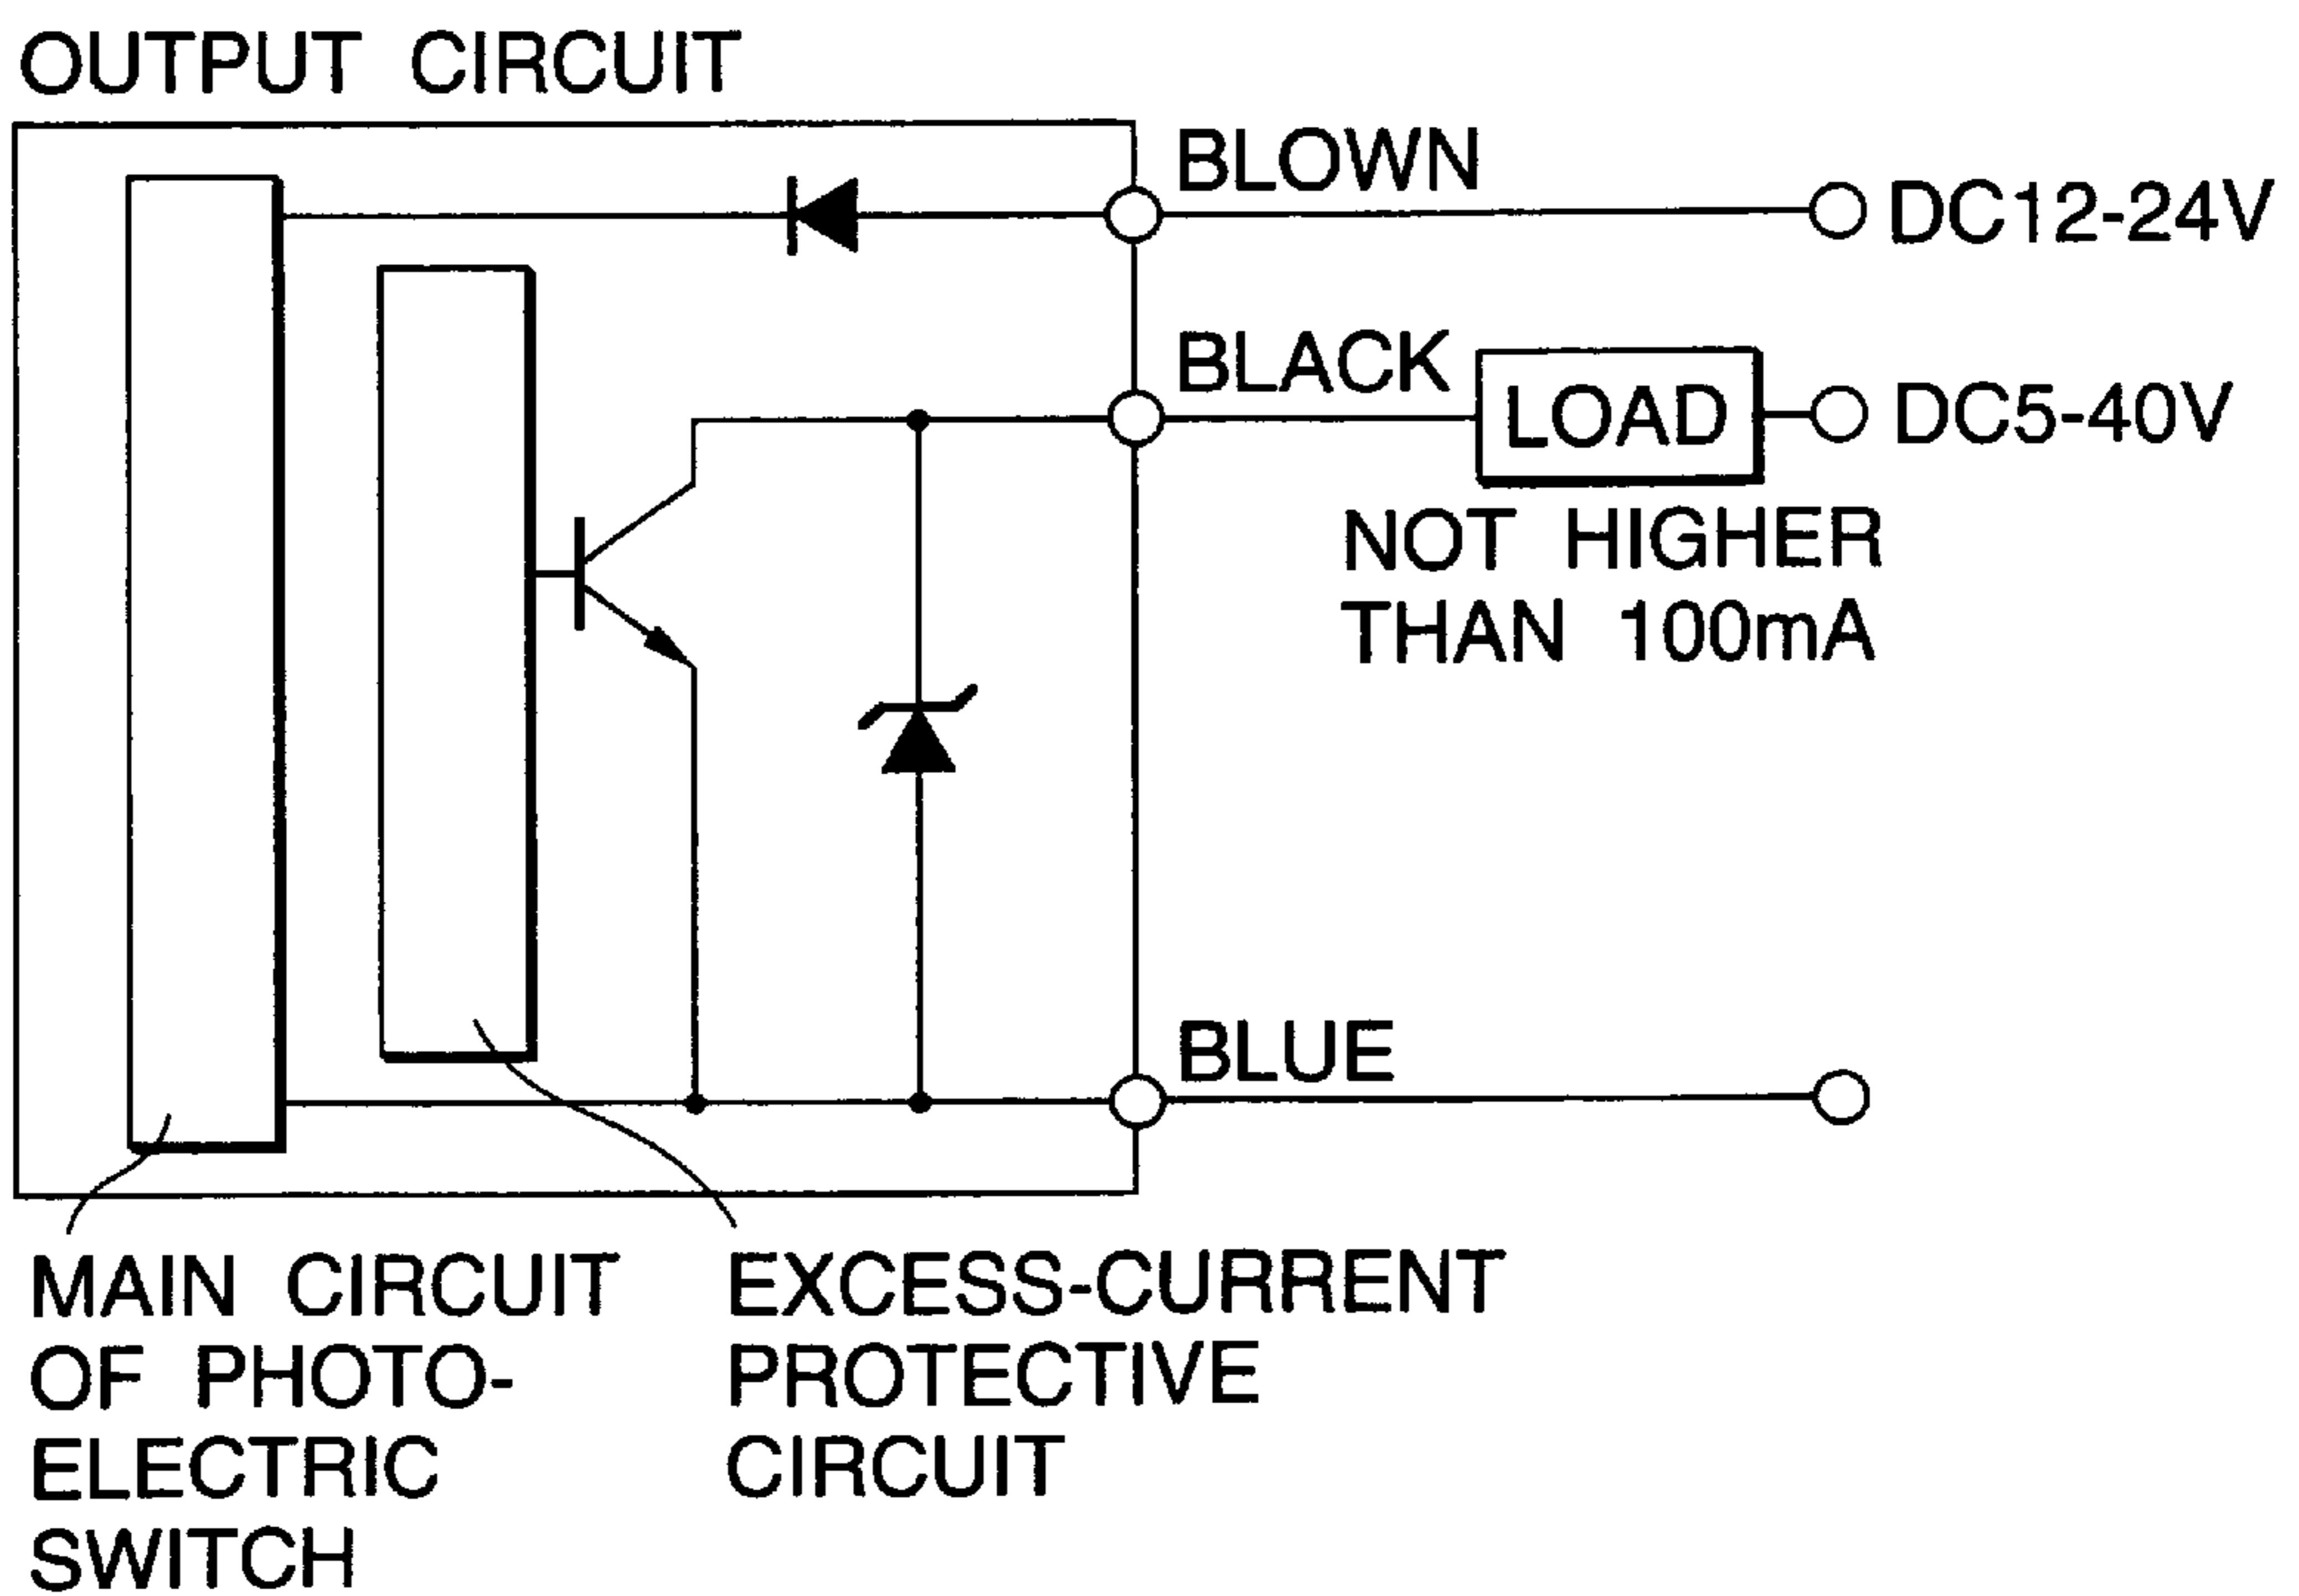 OUTPUT CIRCUIT
BLOWN
DC12-24V
BLACK
LOAD
DC5-40V
NOT HIGHER
THAN 100mA
BLUE
MAIN CIRCUIT
OF PHOTO-
ELECTRIC
SWITCH
EXCESS-CURRENT
PROTECTIVE
CIRCUIT